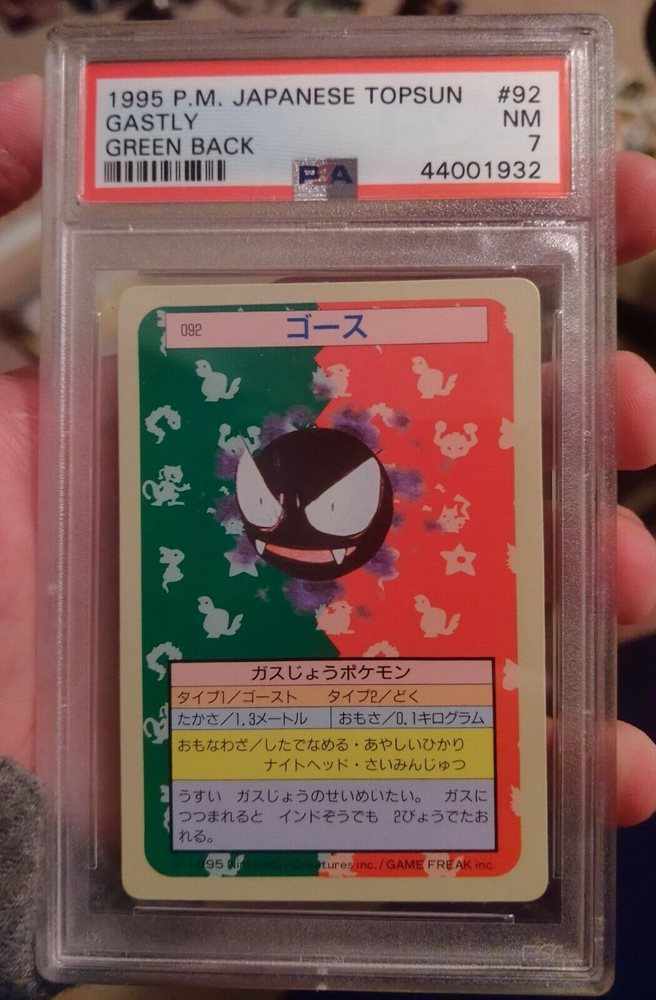 1995 P.M. JAPANESE TOPSUN #92
GASTLY NM
GREEN BACK 7
PSA 44001932
092 ゴース
ガスじょうポケモン
タイプ1/ゴースト タイプ2/どく
たかさ/1.3メートル おもさ/0.1キログラム
おもなわざ/したでなめる・あやしいひかり
ナイトヘッド・さいみんじゅつ
うすい ガスじょうのせいめいたい。 ガスに
つつまれると インドぞうでも 2びょうでたお
れる。
1995 Nintendo, Creatures inc. / GAME FREAK inc.
PSA